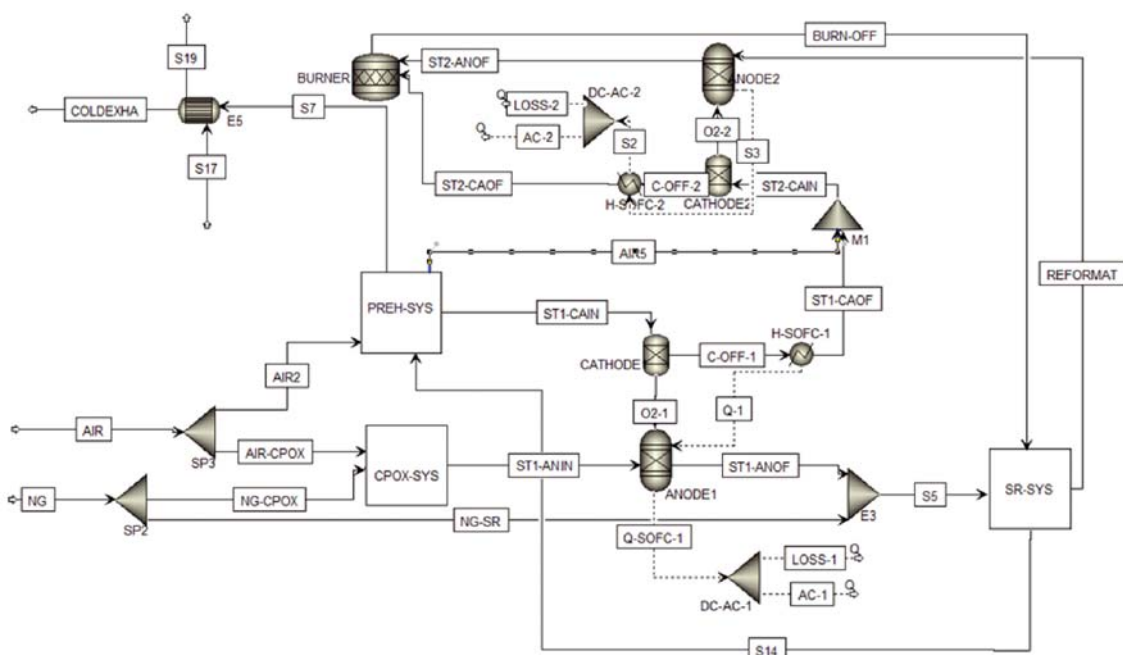 S19
COLDEXHA
E5
S7
S17
BURNER
ST2-ANOF
BURN-OFF
ANODE2
DC-AC-2
Q
LOSS-2
Q
AC-2
S2
O2-2
S3
ST2-CAOF
C-OFF-2
ST2-CAIN
H-SOFC-2
CATHODE2
M1
AIR5
REFORMAT
PREH-SYS
ST1-CAIN
ST1-CAOF
H-SOFC-1
CATHODE
C-OFF-1
AIR2
AIR
SP3
AIR-CPOX
O2-1
Q-1
CPOX-SYS
ST1-ANIN
ST1-ANOF
NG
NG-CPOX
ANODE1
SP2
NG-SR
E3
S5
SR-SYS
Q-SOFC-1
LOSS-1
Q
DC-AC-1
AC-1
Q
S14